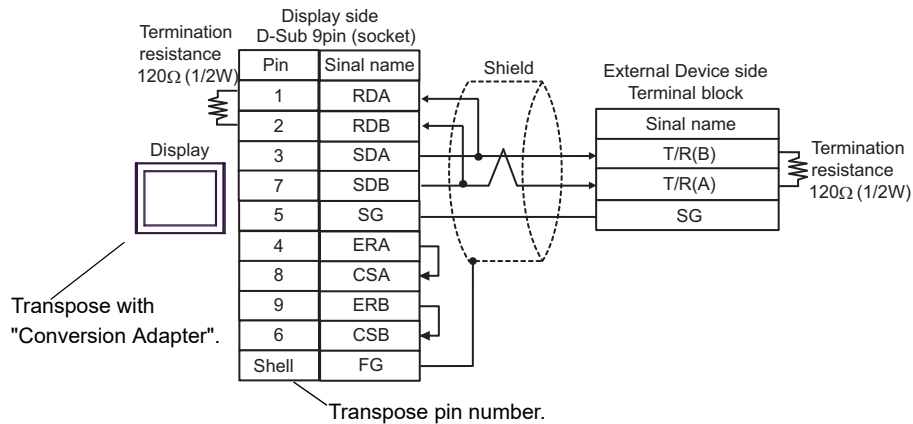 Display side
D-Sub 9pin (socket)
Termination
resistance
120Ω (1/2W)
Pin Sinal name
1 RDA
2 RDB
3 SDA
7 SDB
5 SG
4 ERA
8 CSA
9 ERB
6 CSB
Shell FG
Shield
External Device side
Terminal block
Sinal name
T/R(B)
T/R(A)
SG
Termination
resistance
120Ω (1/2W)
Display
Transpose with
"Conversion Adapter".
Transpose pin number.